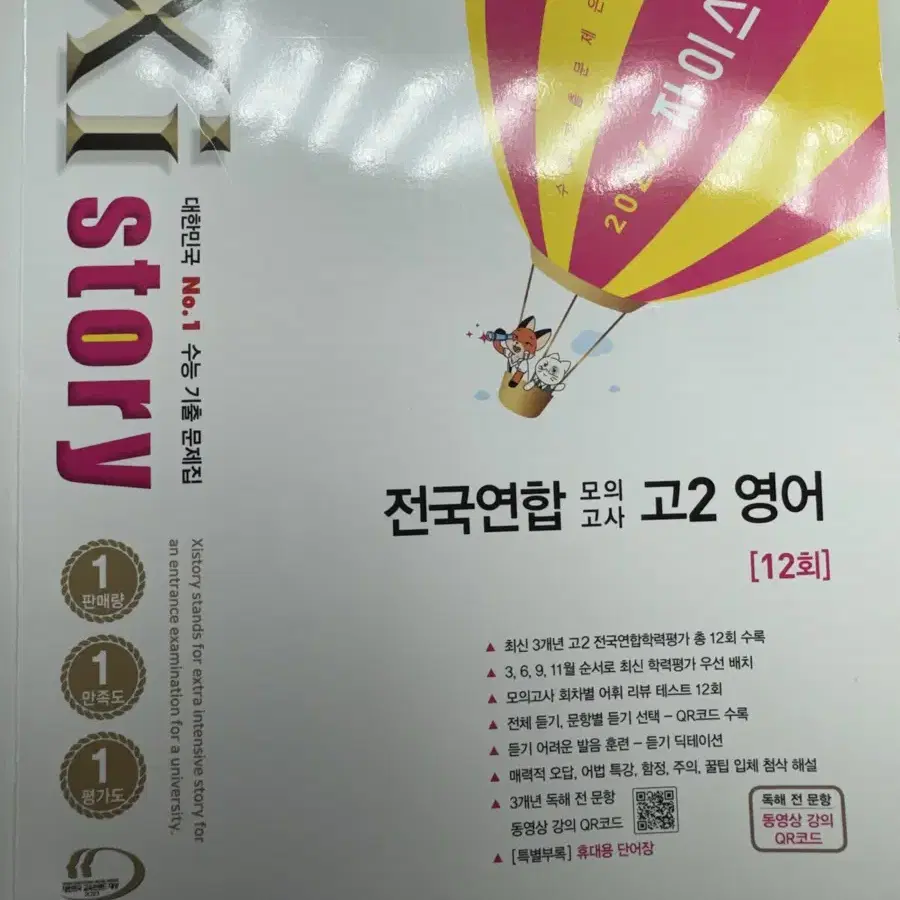 Xi story
대한민국 No.1 수능 기출 문제집
Xistory stands for extra intensive story for
an entrance examination for a university.
자이스
전국연합 모의고사 고2 영어
[12회]
1 판매량
1 만족도
1 평가도
▲ 최신 3개년 고2 전국연합학력평가 총 12회 수록
▲ 3, 6, 9, 11월 순서로 최신 학력평가 우선 배치
▲ 모의고사 회차별 어휘 리뷰 테스트 12회
▲ 전체 듣기, 문항별 듣기 선택 – QR코드 수록
▲ 듣기 어려운 발음 훈련 – 듣기 딕테이션
▲ 매력적 오답, 어법 특강, 함정, 주의, 꿀팁 입체 첨삭 해설
▲ 3개년 독해 전 문항
동영상 강의 QR코드
▲ [특별부록] 휴대용 단어장
독해 전 문항
동영상 강의
QR코드